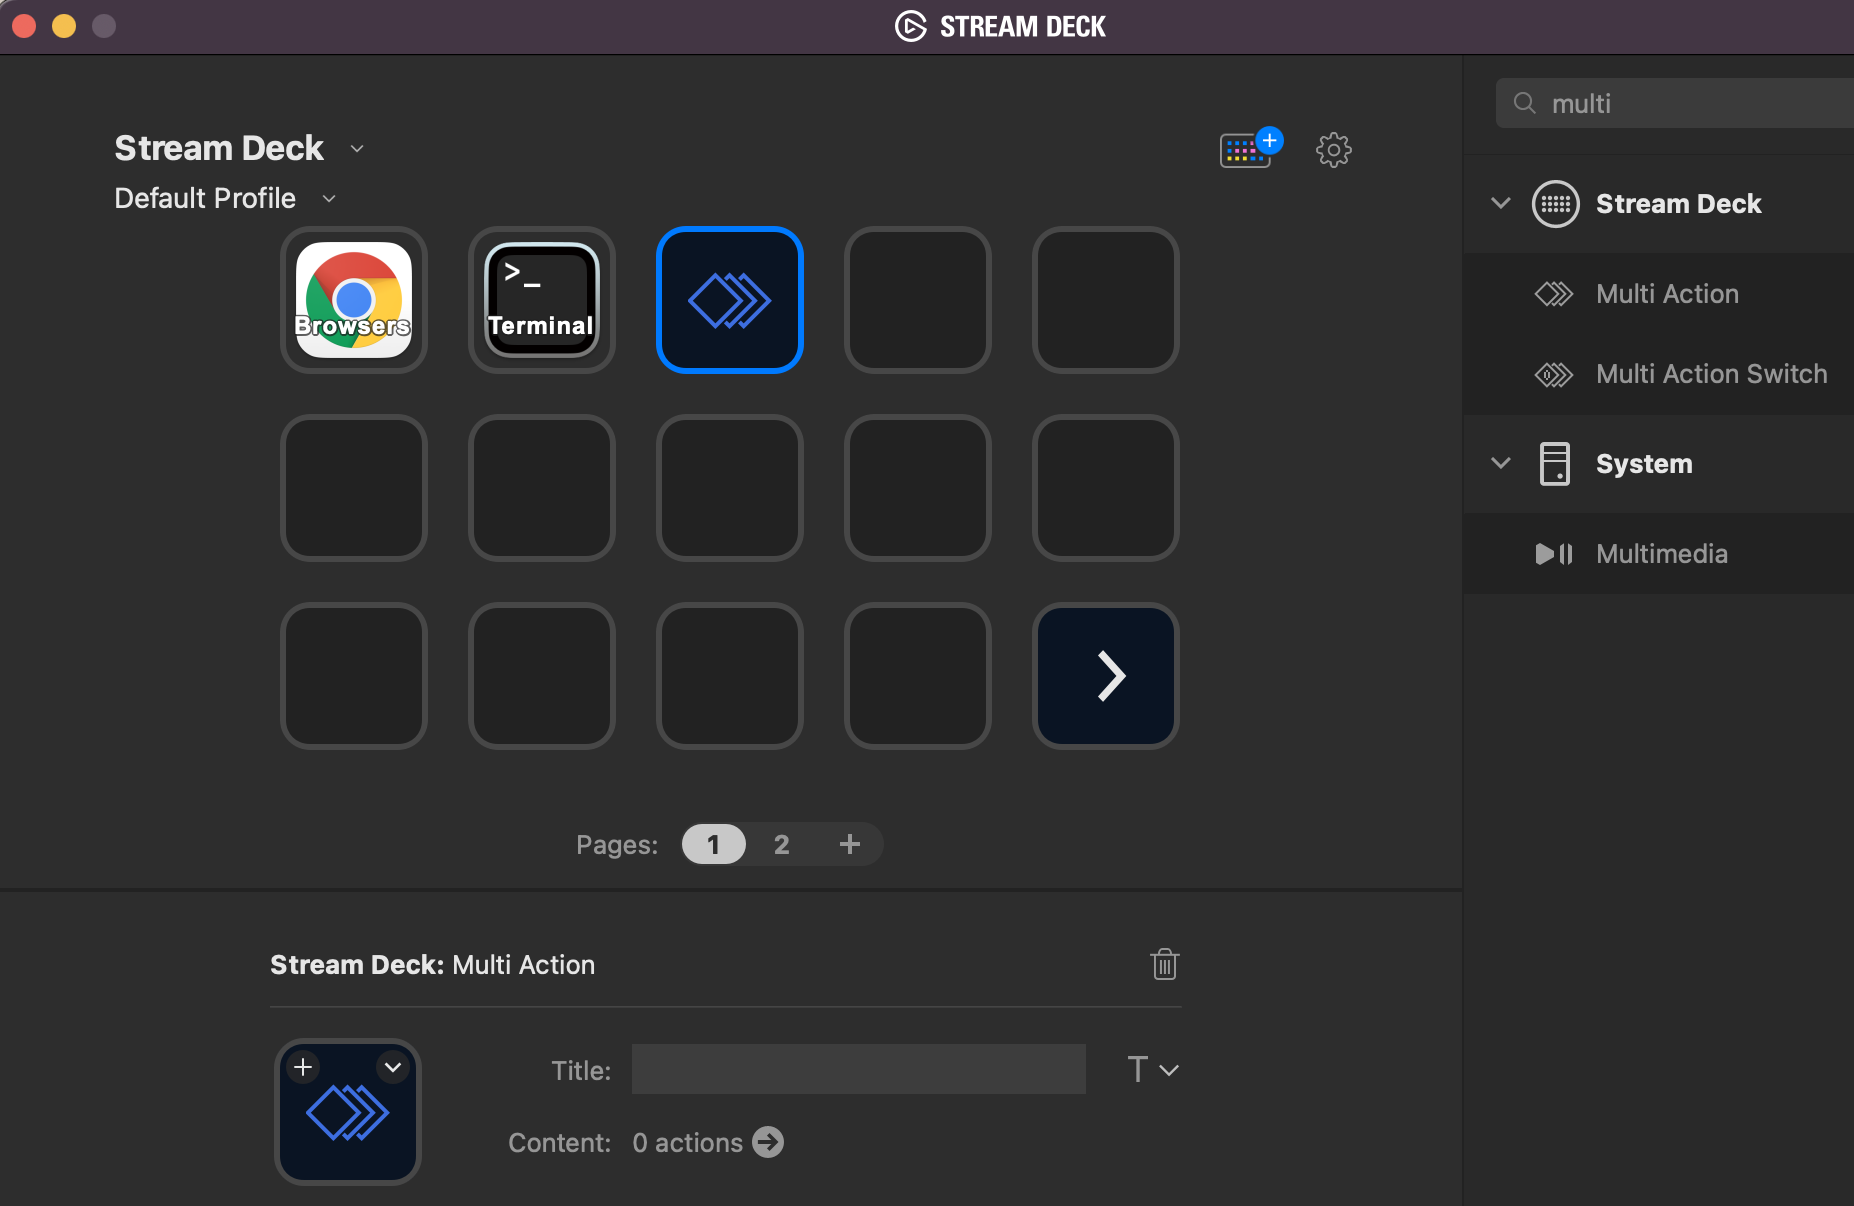 STREAM DECK
multi
Stream Deck
Default Profile
Stream Deck
Multi Action
Multi Action Switch
System
Multimedia
Browsers
>_
Terminal
Pages: 1 2 +
Stream Deck: Multi Action
Title:
T
Content: 0 actions